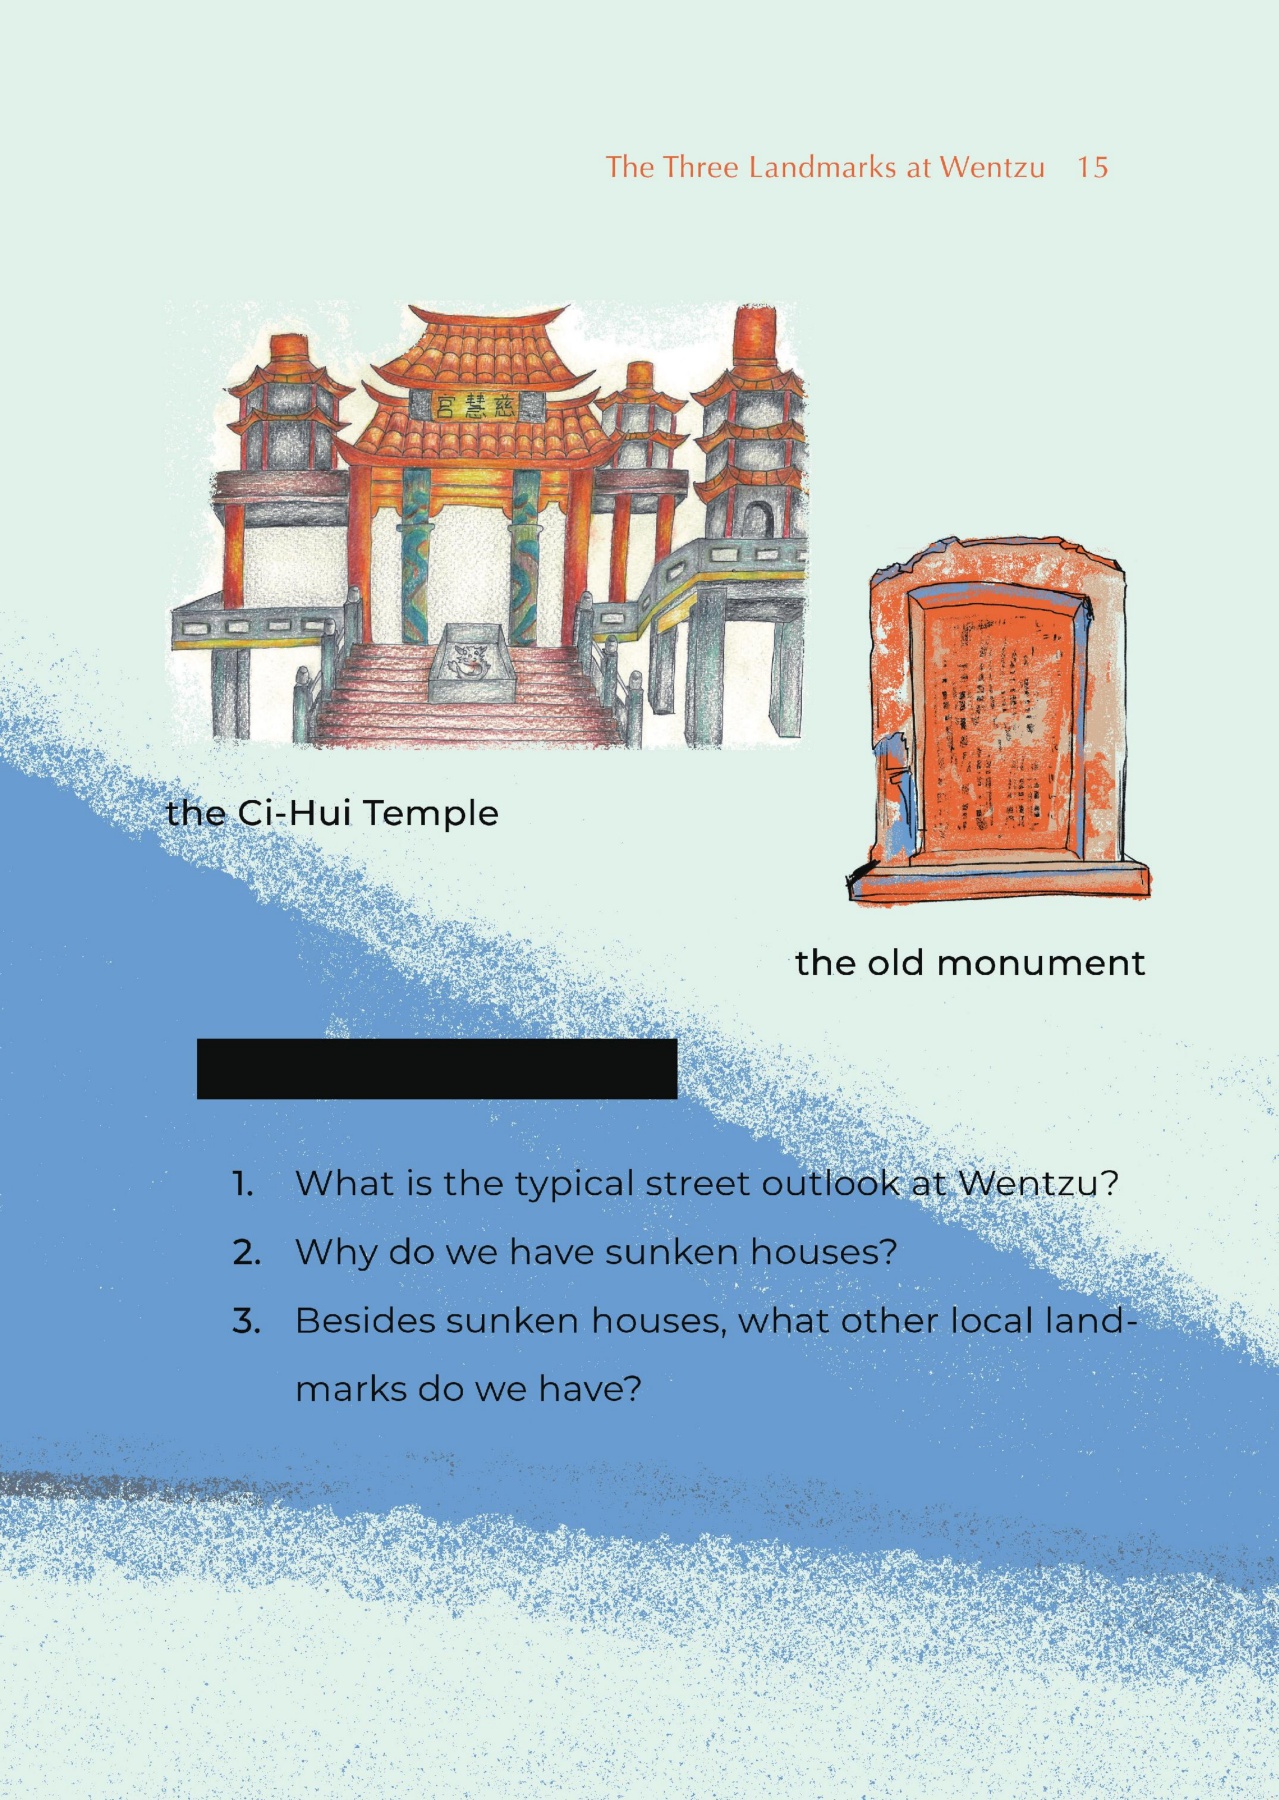 The Three Landmarks at Wentzu 15
宮慧慈
the Ci-Hui Temple
the old monument
1. What is the typical street outlook at Wentzu?
2. Why do we have sunken houses?
3. Besides sunken houses, what other local land-
marks do we have?